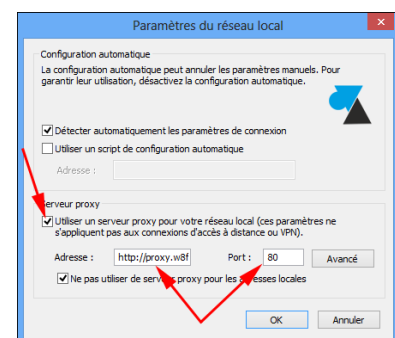 Paramètres du réseau local
Configuration automatique
La configuration automatique peut annuler les paramètres manuels. Pour
garantir leur utilisation, désactivez la configuration automatique.
Détecter automatiquement les paramètres de connexion
Utiliser un script de configuration automatique
Adresse :
Serveur proxy
Utiliser un serveur proxy pour votre réseau local (ces paramètres ne
s'appliquent pas aux connexions d'accès à distance ou VPN).
Adresse : http://proxy.w8f Port : 80 Avancé
Ne pas utiliser de serveur proxy pour les adresses locales
OK Annuler